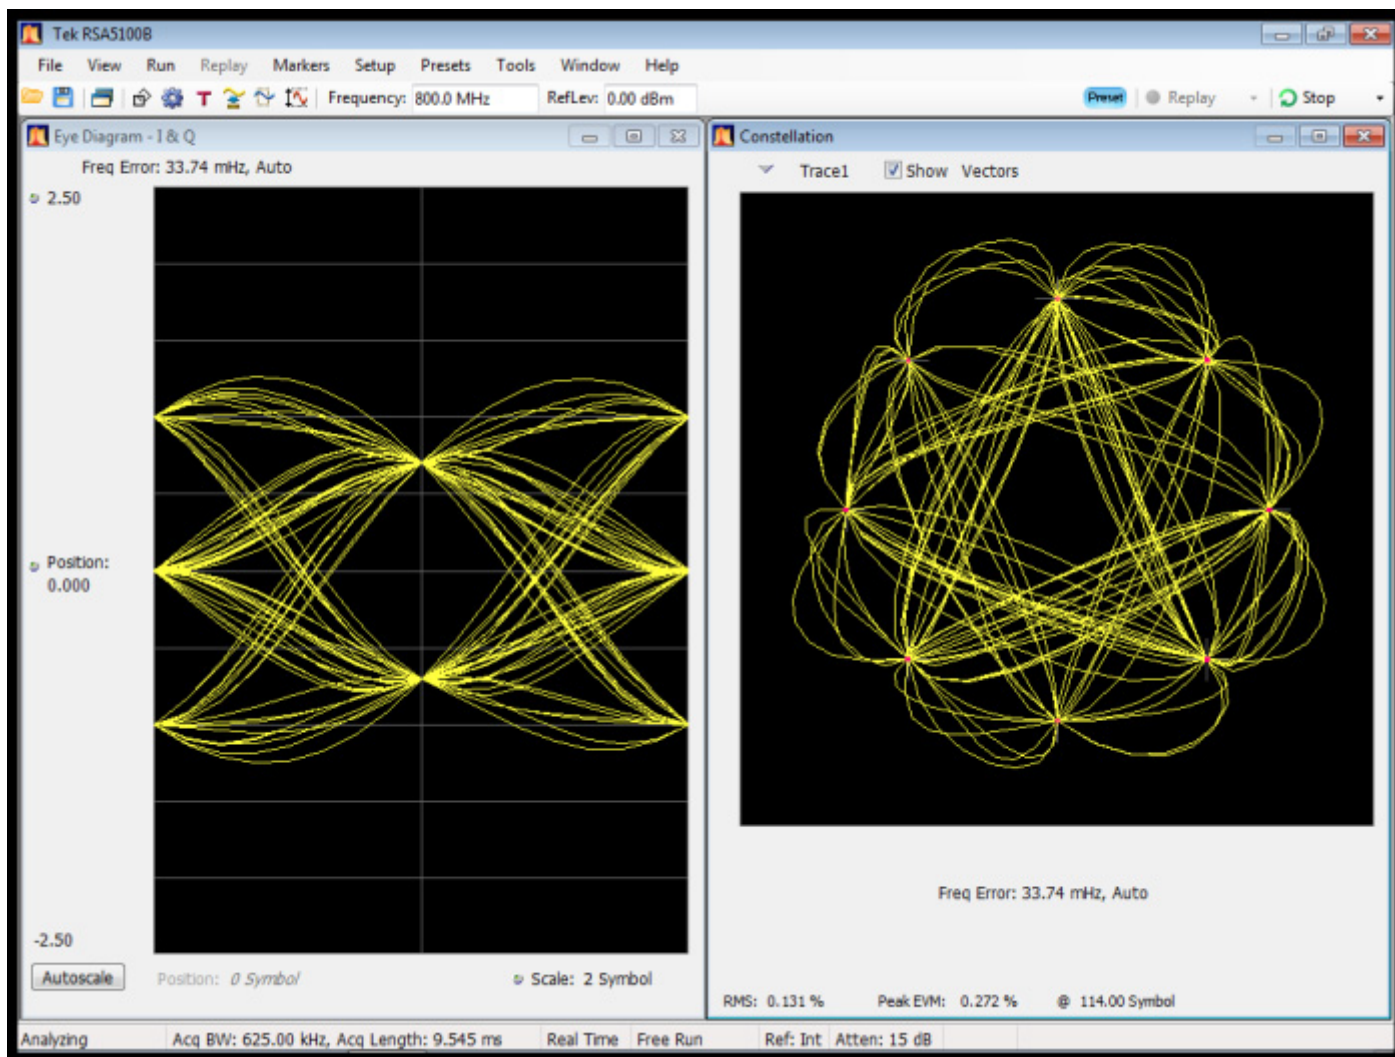 Tek RSA5100B
File View Run Replay Markers Setup Presets Tools Window Help
Frequency: 800.0 MHz RefLev: 0.00 dBm Preset Replay Stop
Eye Diagram - I & Q
Freq Error: 33.74 mHz, Auto
2.50
Position:
0.000
-2.50
Autoscale Position: 0 Symbol Scale: 2 Symbol
Constellation
Trace1 Show Vectors
Freq Error: 33.74 mHz, Auto
RMS: 0.131 % Peak EVM: 0.272 % @ 114.00 Symbol
Analyzing Acq BW: 625.00 kHz, Acq Length: 9.545 ms Real Time Free Run Ref: Int Atten: 15 dB